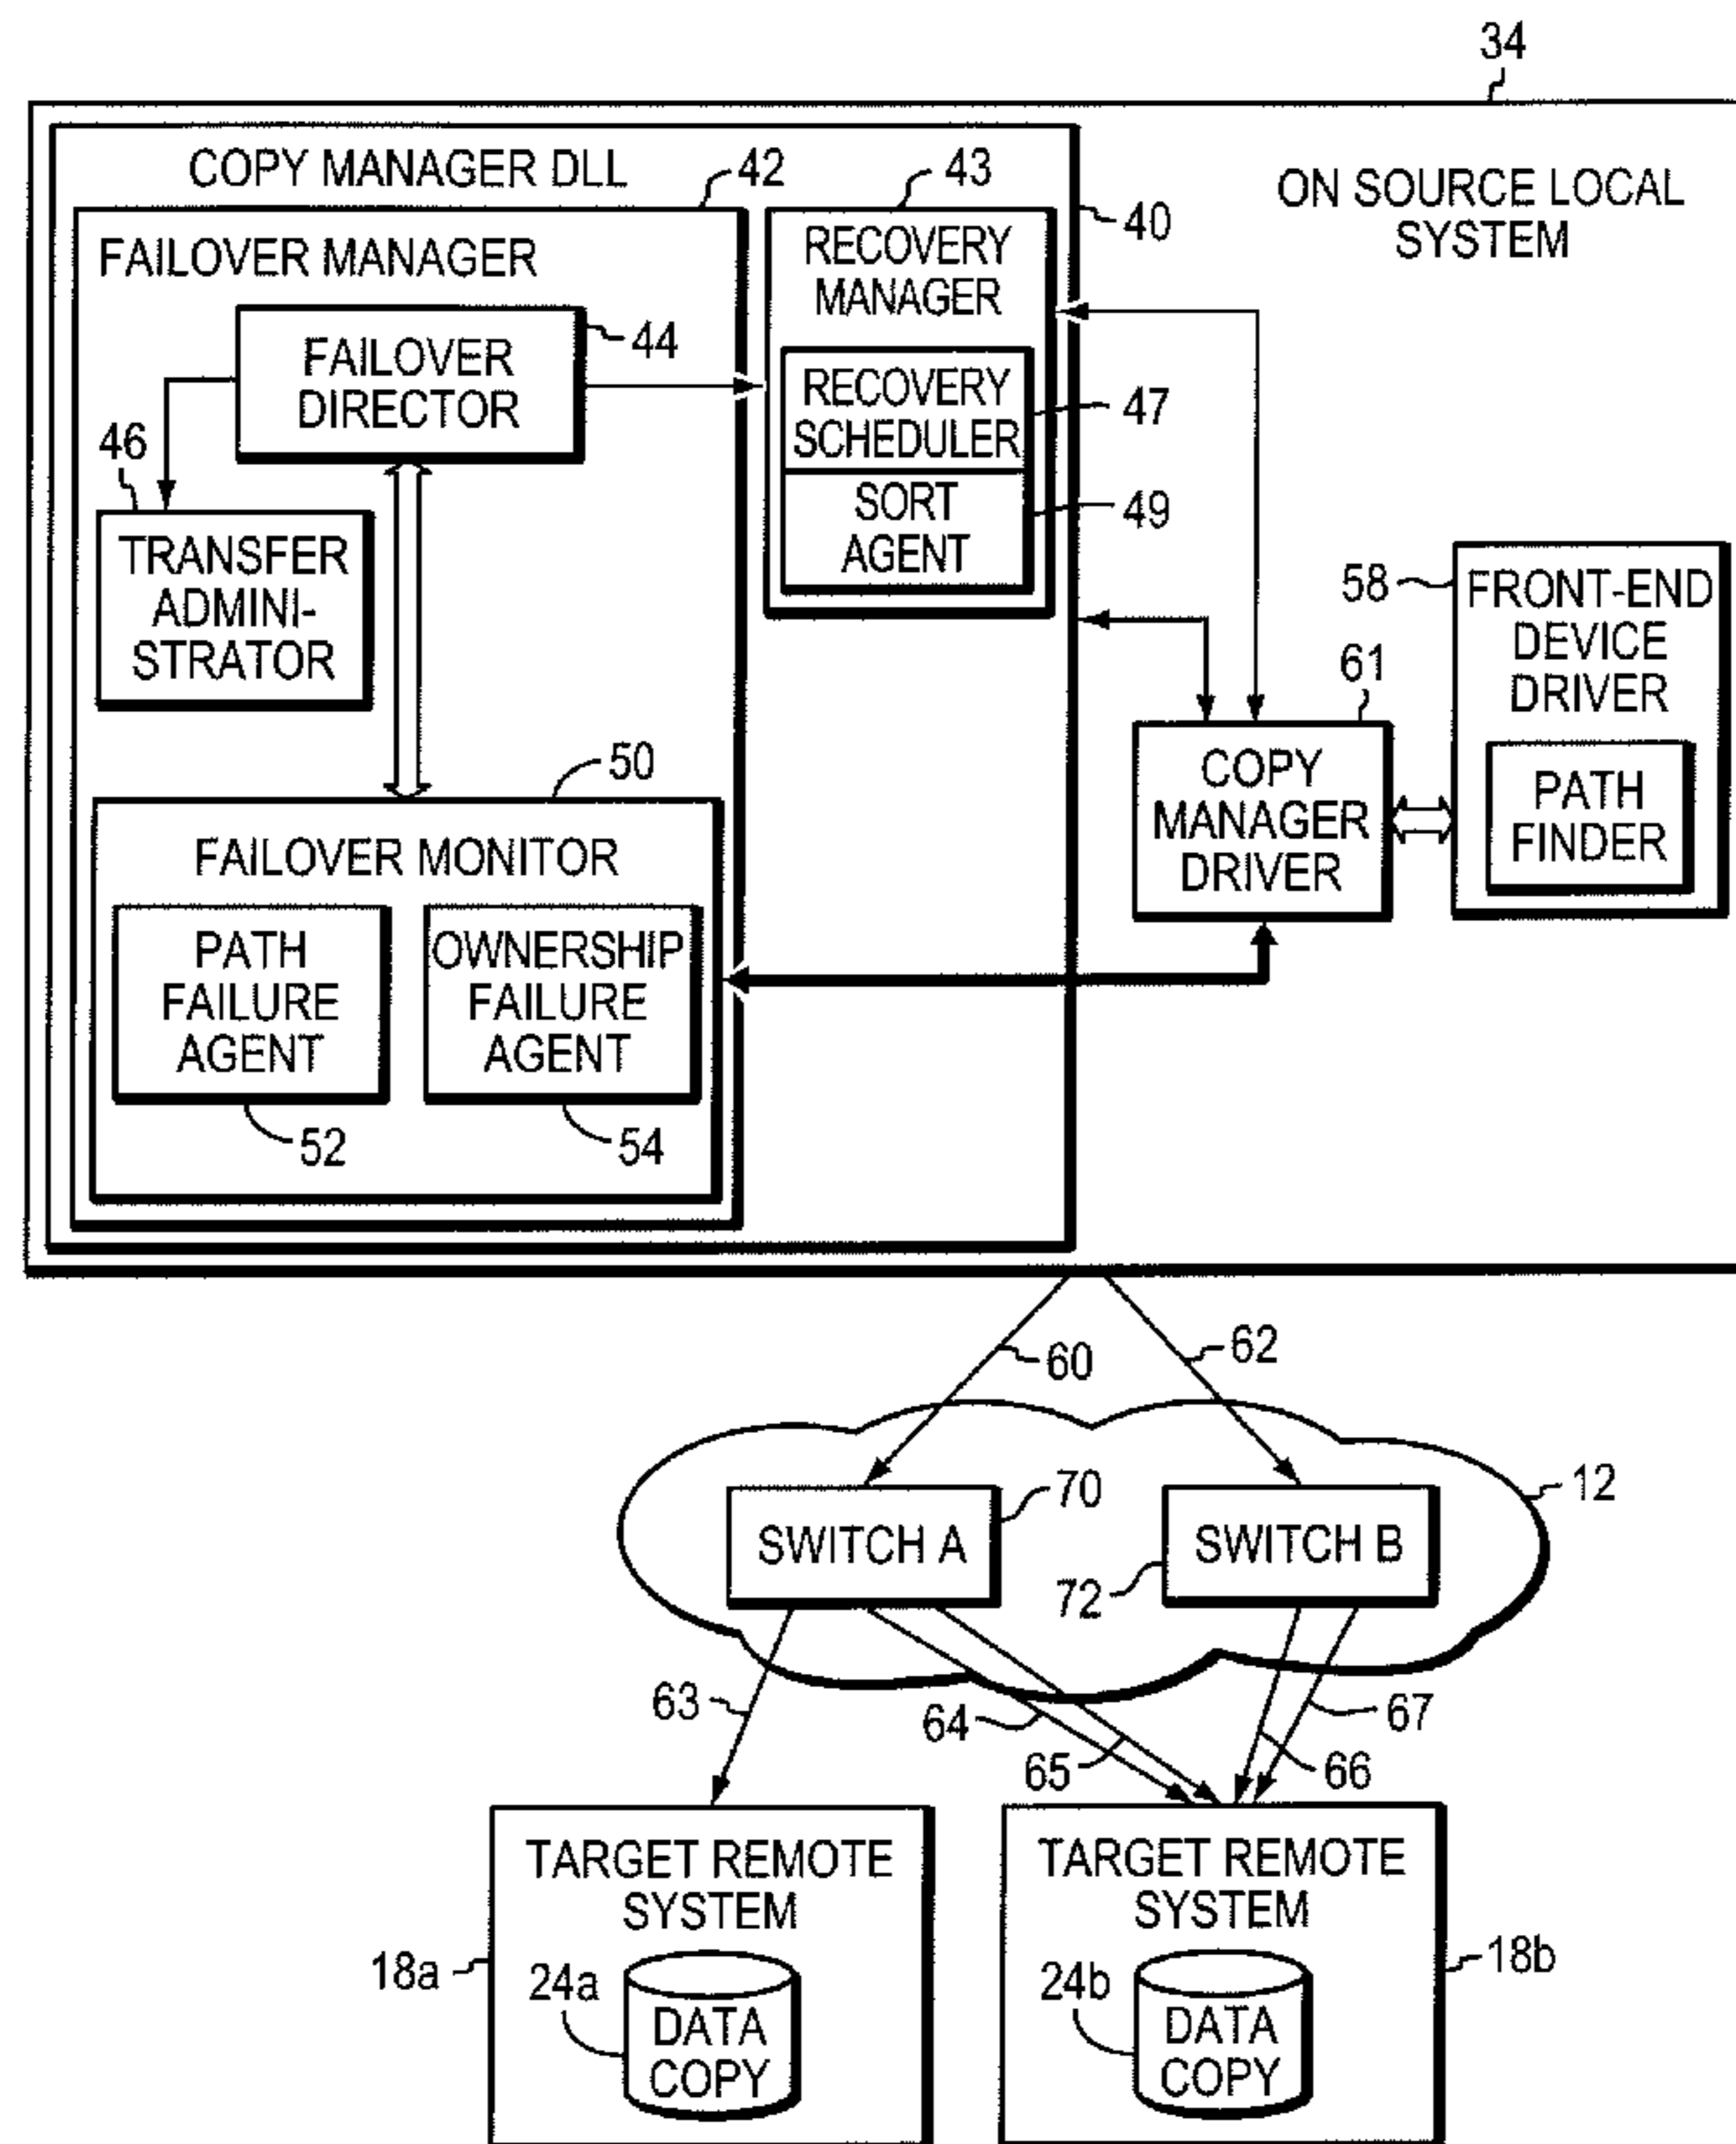 34
COPY MANAGER DLL
42
43
40
ON SOURCE LOCAL
SYSTEM
FAILOVER MANAGER
RECOVERY
MANAGER
FAILOVER
DIRECTOR
44
RECOVERY
SCHEDULER
47
46
SORT
AGENT
49
TRANSFER
ADMINI-
STRATOR
58
FRONT-END
DEVICE
DRIVER
61
PATH
FINDER
COPY
MANAGER
DRIVER
50
FAILOVER MONITOR
PATH
FAILURE
AGENT
OWNERSHIP
FAILURE
AGENT
52
54
60
62
12
SWITCH A
70
SWITCH B
72
63
64
65
66
67
TARGET REMOTE
SYSTEM
18a
24a
DATA
COPY
TARGET REMOTE
SYSTEM
18b
24b
DATA
COPY